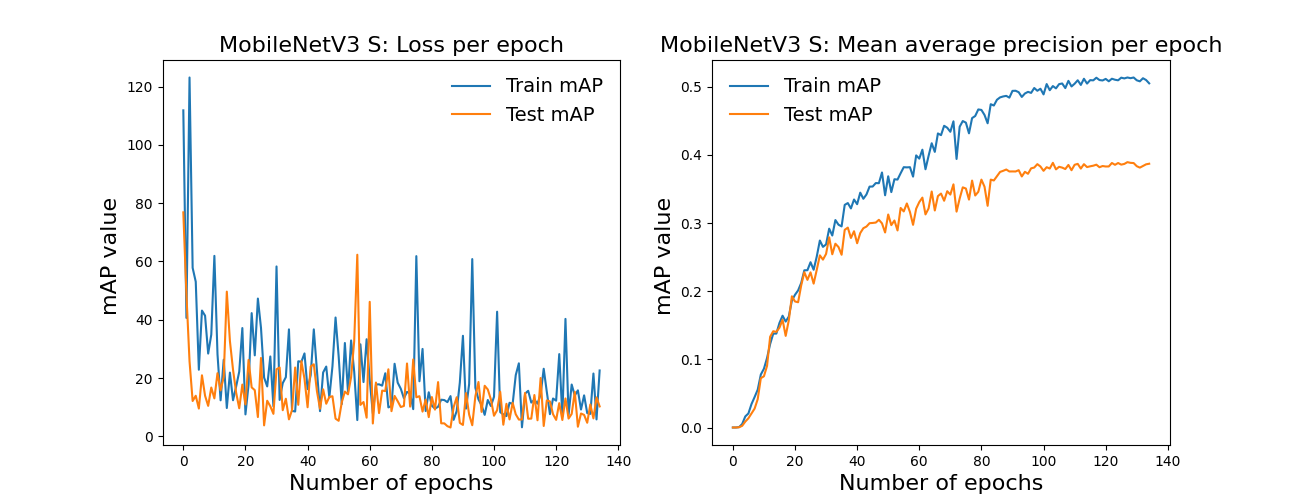 MobileNetV3 S: Loss per epoch
mAP value
120
100
80
60
40
20
0
Train mAP
Test mAP
0 20 40 60 80 100 120 140
Number of epochs
MobileNetV3 S: Mean average precision per epoch
mAP value
0.5
0.4
0.3
0.2
0.1
0.0
Train mAP
Test mAP
0 20 40 60 80 100 120 140
Number of epochs